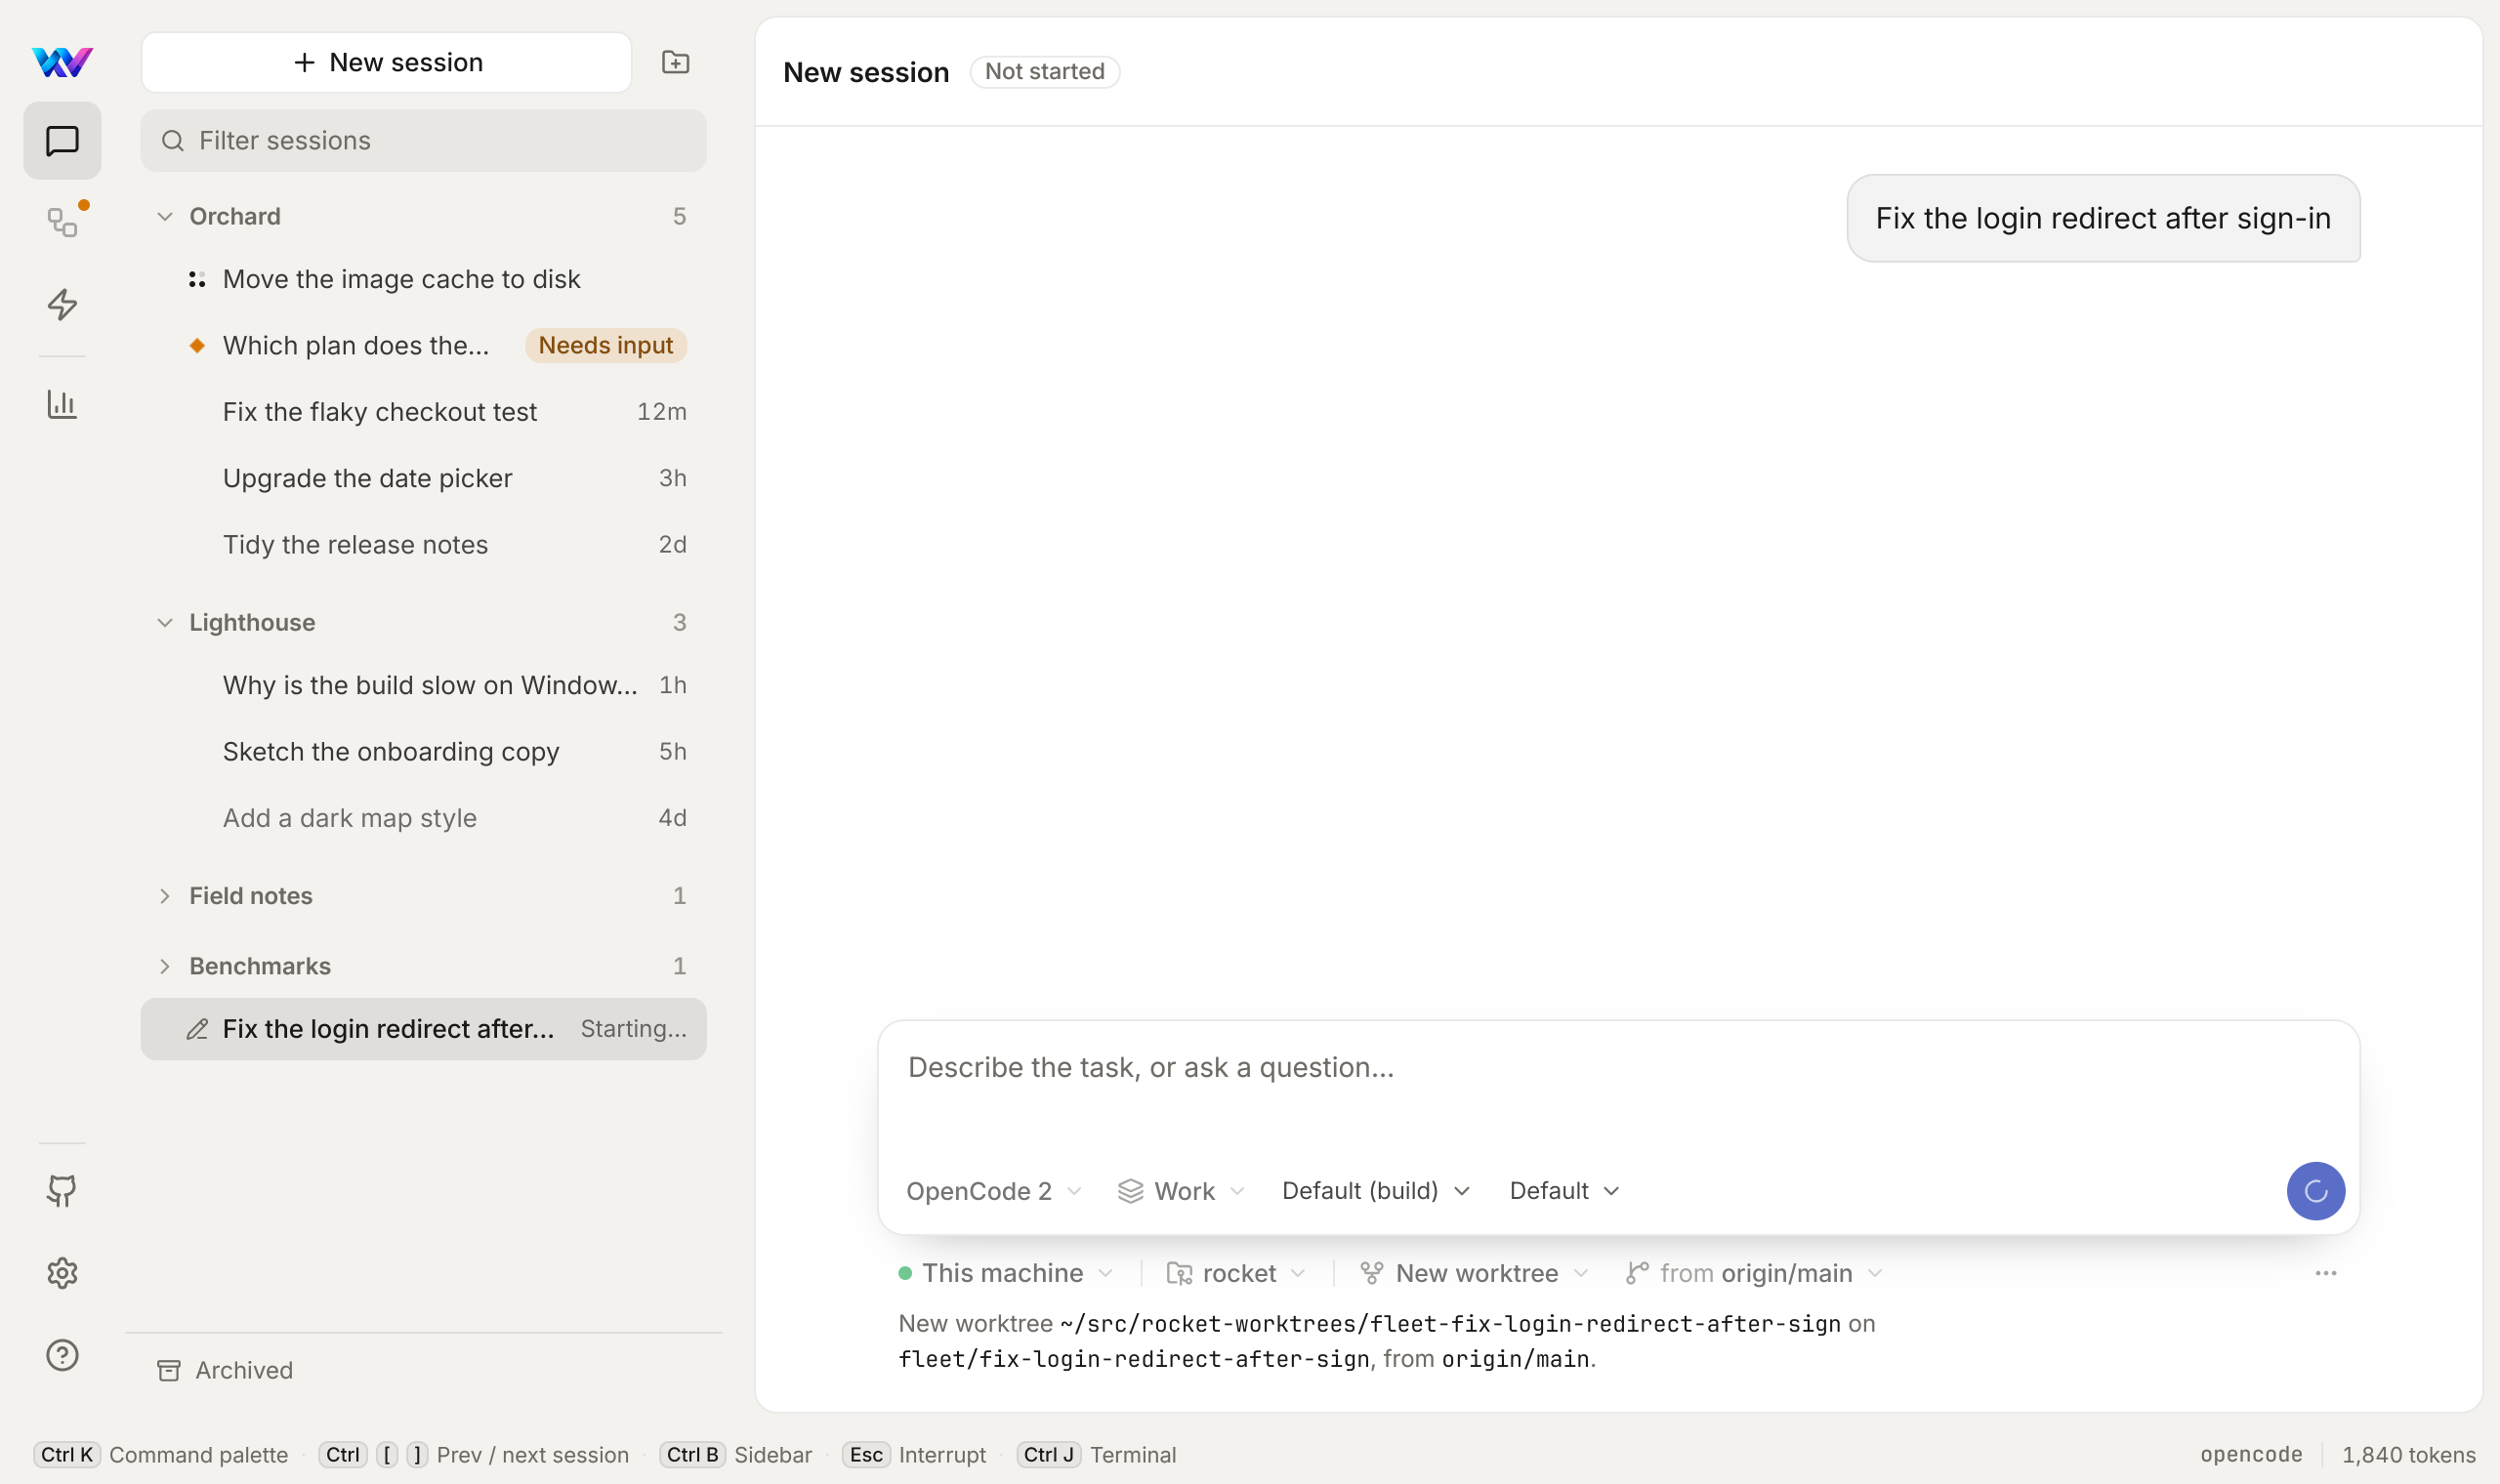 New session
Filter sessions
Orchard 5
Move the image cache to disk
Which plan does the... Needs input
Fix the flaky checkout test 12m
Upgrade the date picker 3h
Tidy the release notes 2d
Lighthouse 3
Why is the build slow on Window... 1h
Sketch the onboarding copy 5h
Add a dark map style 4d
Field notes 1
Benchmarks 1
Fix the login redirect after... Starting...
Archived
New session Not started
Fix the login redirect after sign-in
Describe the task, or ask a question...
OpenCode 2 Work Default (build) Default
This machine rocket New worktree from origin/main
New worktree ~/src/rocket-worktrees/fleet-fix-login-redirect-after-sign on
fleet/fix-login-redirect-after-sign, from origin/main.
Ctrl K Command palette · Ctrl [ ] Prev / next session · Ctrl B Sidebar · Esc Interrupt · Ctrl J Terminal
opencode 1,840 tokens